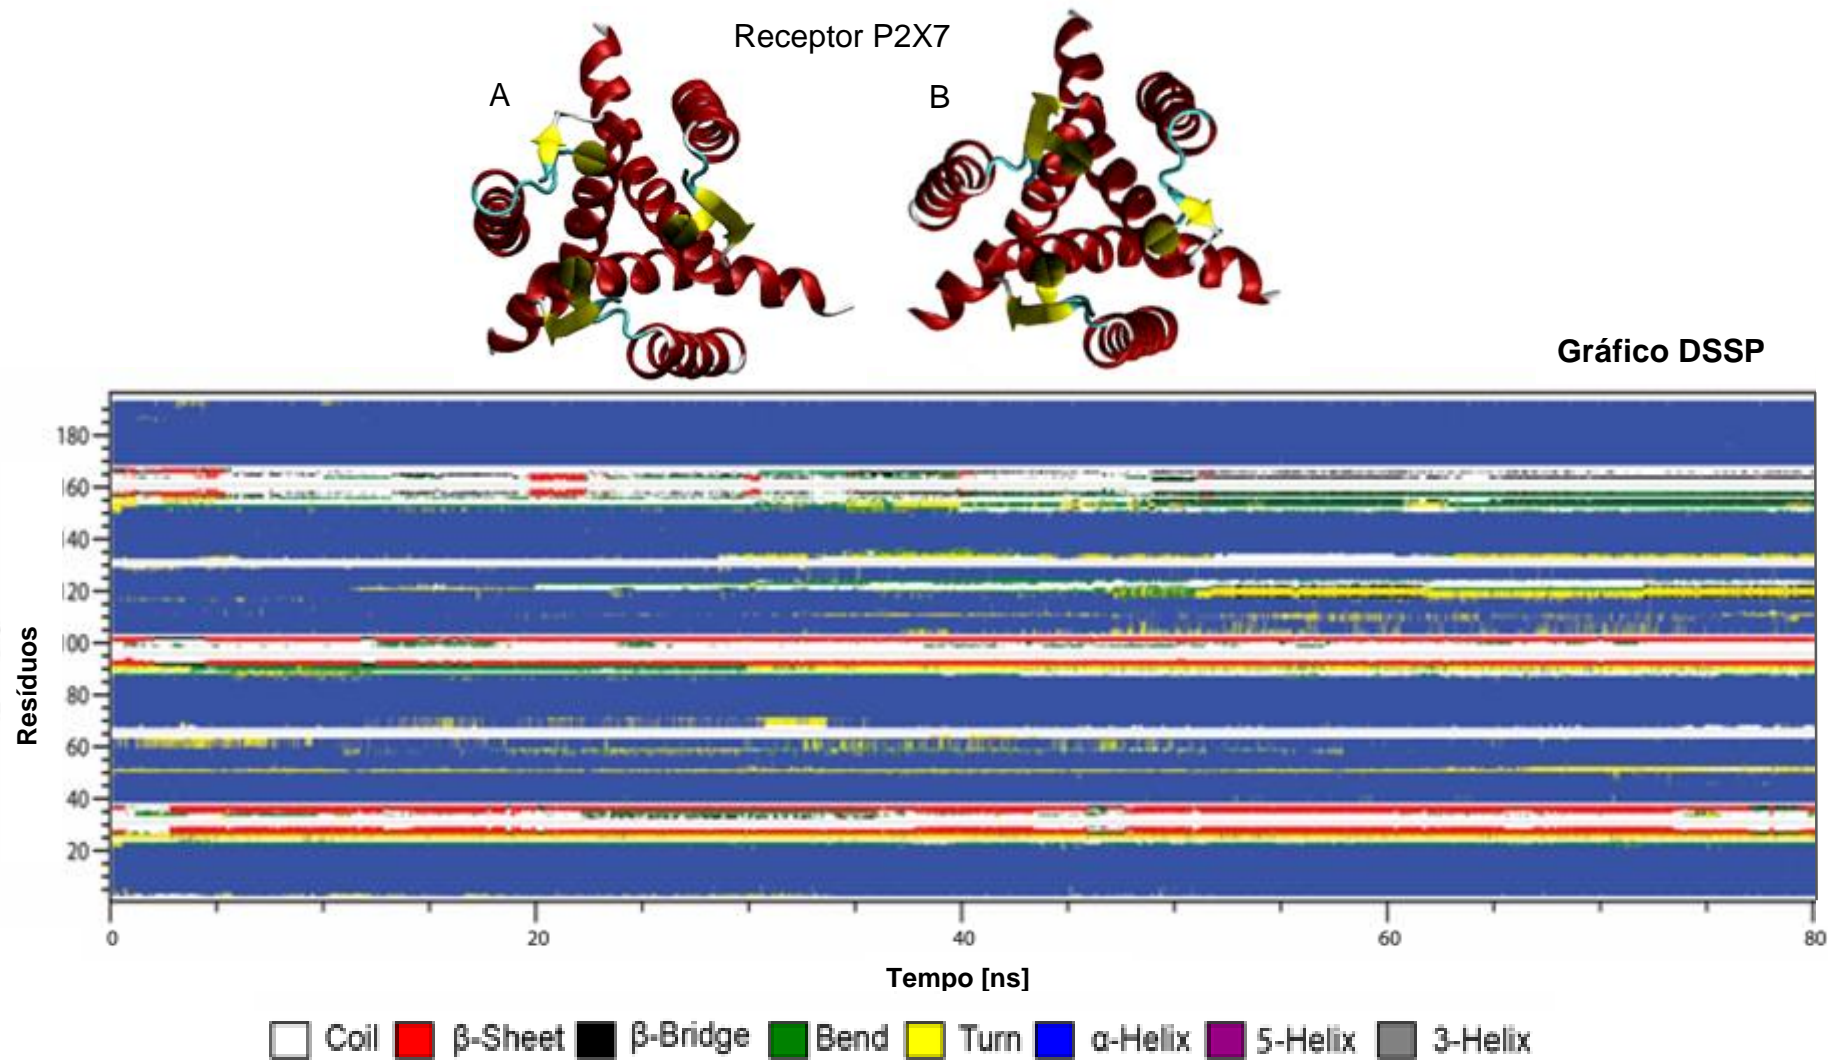 Receptor P2X7
A
B
Gráfico DSSP
180
160
140
120
100
80
60
40
20
Resíduos
0
20
40
60
80
Tempo [ns]
Coil
β-Sheet
β-Bridge
Bend
Turn
α-Helix
5-Helix
3-Helix